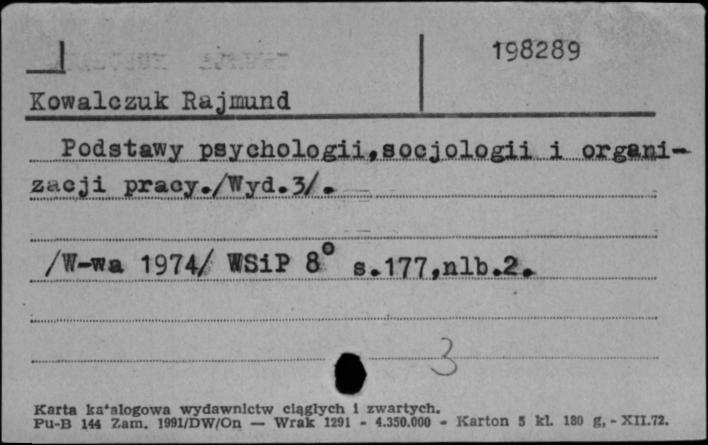 198289
Kowalczuk Rajmund
Podstawy psychologii,socjologii i organi-
zacji pracy./Wyd.3/.
/W-wa 1974/ WSiP 8° s.177,nlb.2.
3
Karta ka'alogowa wydawnictw ciągłych i zwartych.
Pu-B 144 Zam. 1991/DW/On — Wrak 1291 - 4.350.000 - Karton 5 kl. 180 g, - XII.72.